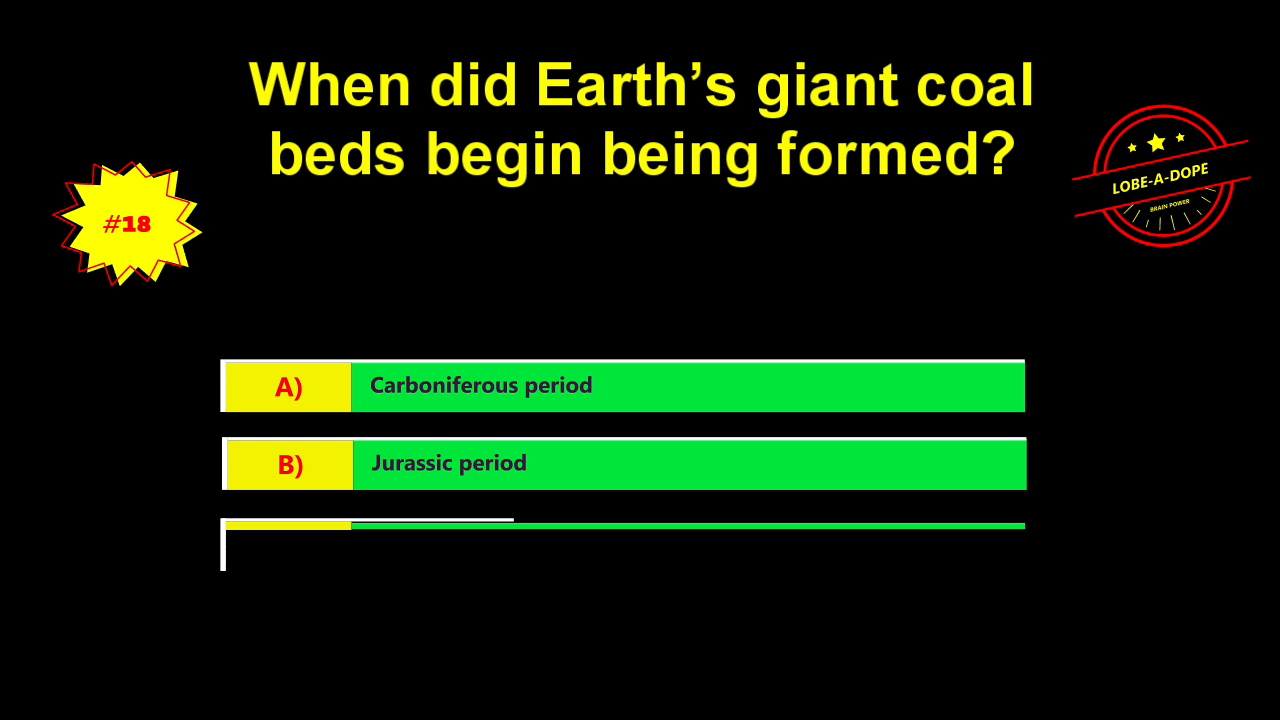 When did Earth’s giant coal
beds begin being formed?
#18
LOBE-A-DOPE
BRAIN POWER
A) Carboniferous period
B) Jurassic period